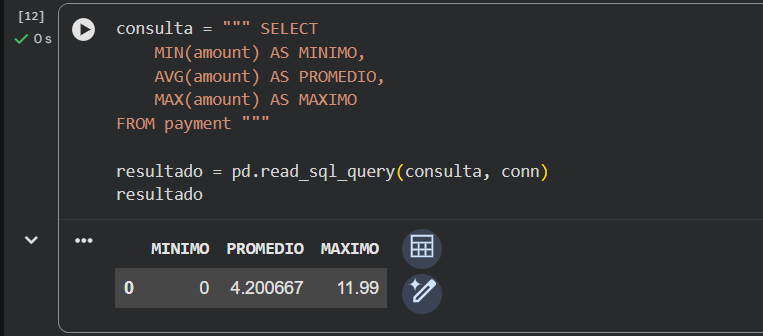 [12]
0 s
consulta = """ SELECT
MIN(amount) AS MINIMO,
AVG(amount) AS PROMEDIO,
MAX(amount) AS MAXIMO
FROM payment """
resultado = pd.read_sql_query(consulta, conn)
resultado
MINIMO PROMEDIO MAXIMO
0 0 4.200667 11.99